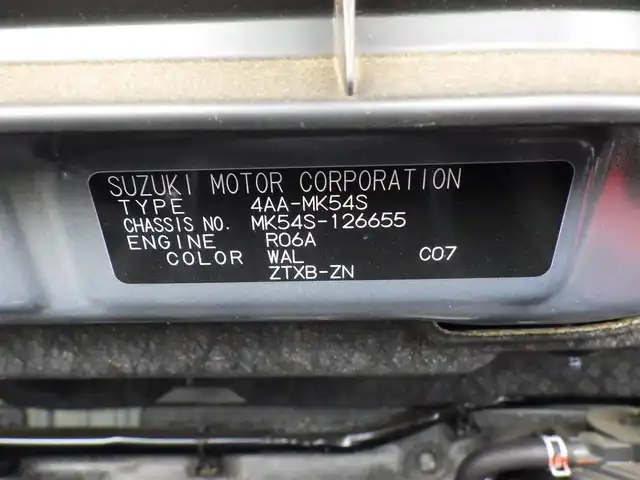 SUZUKI MOTOR CORPORATION
TYPE 4AA-MK54S
CHASSIS NO. MK54S-126655
ENGINE R06A
COLOR WAL C07
ZTXB-ZN